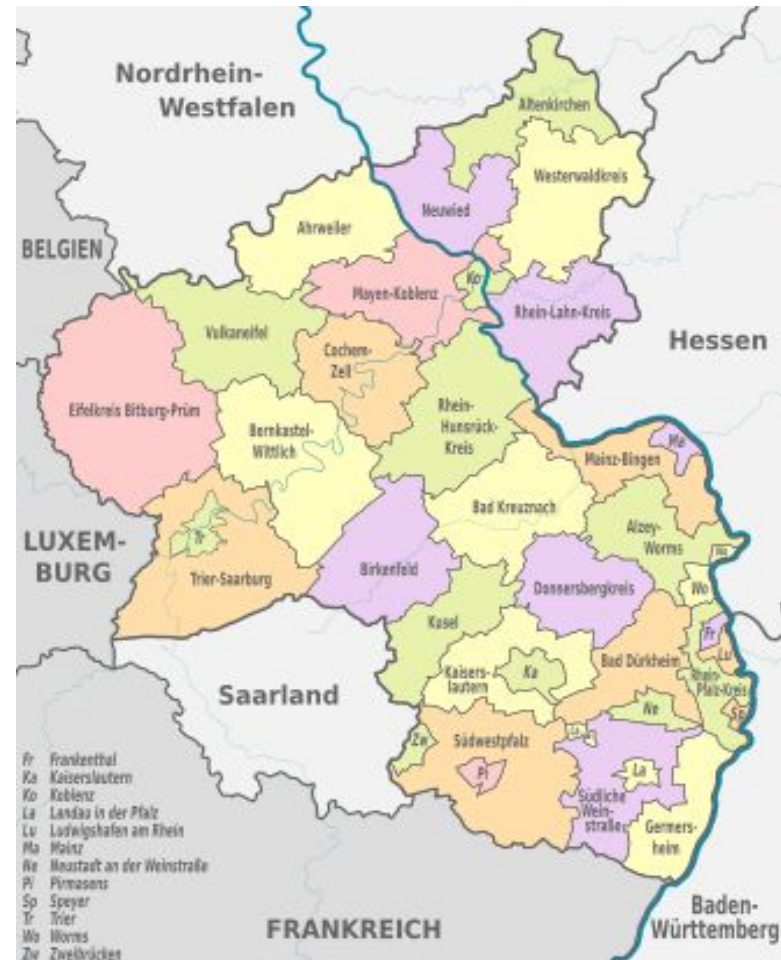 Nordrhein-
Westfalen
Altenkirchen
Westerwaldkreis
Neuwied
Ahrweiler
BELGIEN
Ko
Mayen-Koblenz
Rhein-Lahn-Kreis
Vulkaneifel
Hessen
Cochem-
Zell
Eifelkreis Bitburg-Prüm
Rhein-
Hunsrück-
Kreis
Bernkastel-
Wittlich
Ma
Mainz-Bingen
Bad Kreuznach
Alzey-
Worms
LUXEM-
BURG
Tr
Wo
Trier-Saarburg
Birkenfeld
Donnersbergkreis
Wo
Kusel
Fr
Lu
Bad Dürkheim
Kaisers-
lautern
Ka
Rhein-
Pfalz-Kreis
Saarland
Ne
Sp
Zw
Südwestpfalz
La
Pi
La
Südliche
Wein-
straße
Germers-
heim
Fr Frankenthal
Ka Kaiserslautern
Ko Koblenz
La Landau in der Pfalz
Lu Ludwigshafen am Rhein
Ma Mainz
Ne Neustadt an der Weinstraße
Pi Pirmasens
Sp Speyer
Tr Trier
Wo Worms
Zw Zweibrücken
FRANKREICH
Baden-
Württemberg